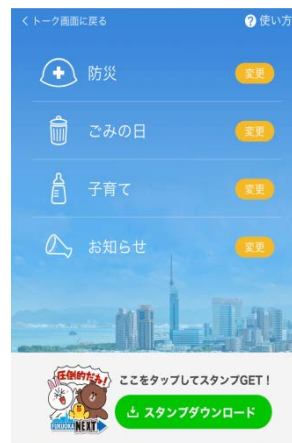 < トーク画面に戻る
? 使い方
防災
変更
ごみの日
変更
子育て
変更
お知らせ
変更
圧倒的だね!
FUKUOKA NEXT
ここをタップしてスタンプGET!
スタンプダウンロード